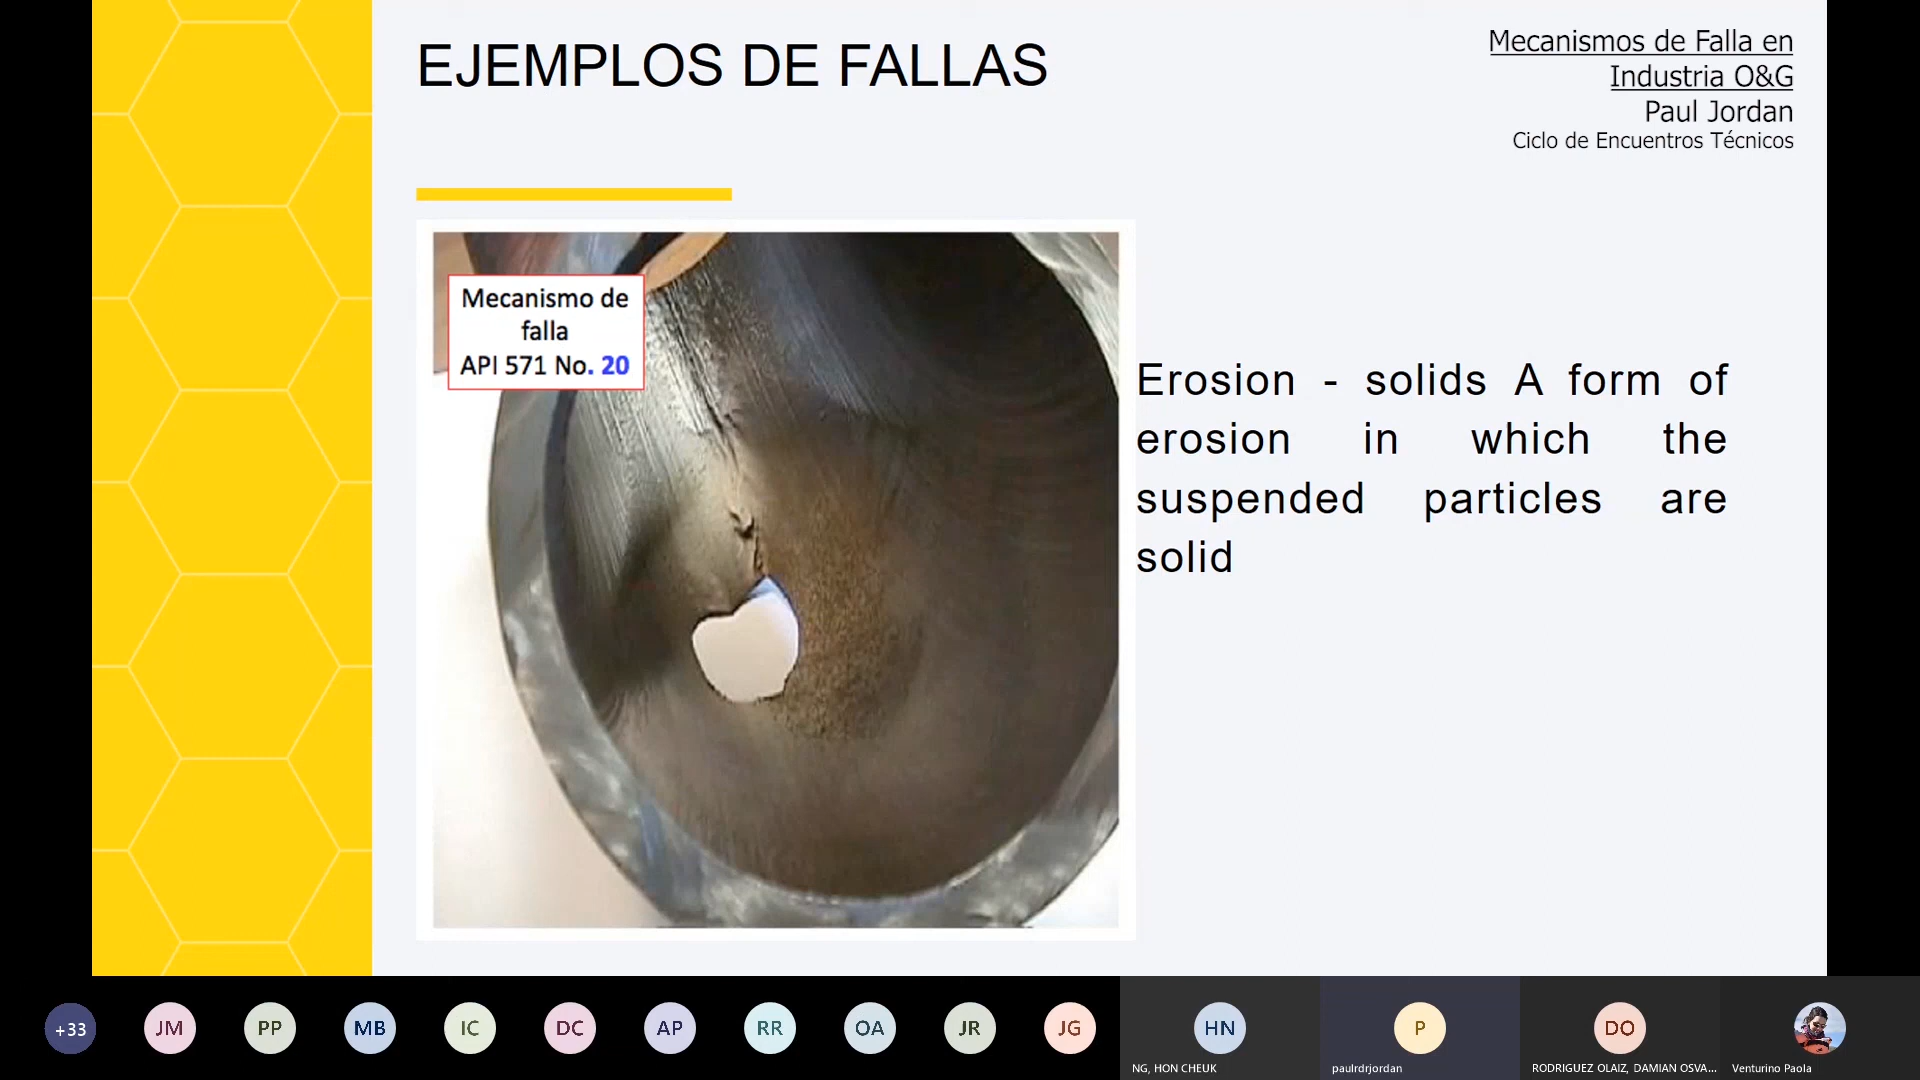 EJEMPLOS DE FALLAS
Mecanismos de Falla en
Industria O&G
Paul Jordan
Ciclo de Encuentros Técnicos
Mecanismo de
falla
API 571 No. 20
Erosion - solids A form of
erosion in which the
suspended particles are
solid
+33
JM
PP
MB
IC
DC
AP
RR
OA
JR
JG
HN
P
DO
NG, HON CHEUK
paulrdrjordan
RODRIGUEZ OLAIZ, DAMIAN OSVA...
Venturino Paola